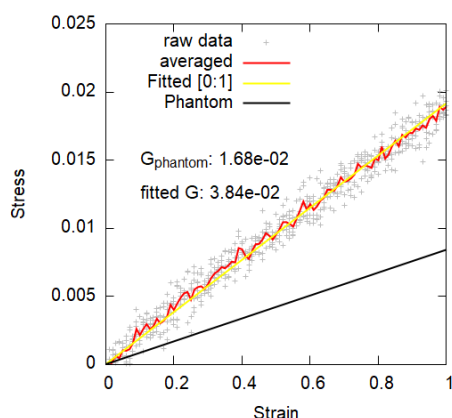 0.025
0.02
0.015
0.01
0.005
0
Stress
raw data
averaged
Fitted [0:1]
Phantom
Gphantom: 1.68e-02
fitted G: 3.84e-02
0 0.2 0.4 0.6 0.8 1
Strain